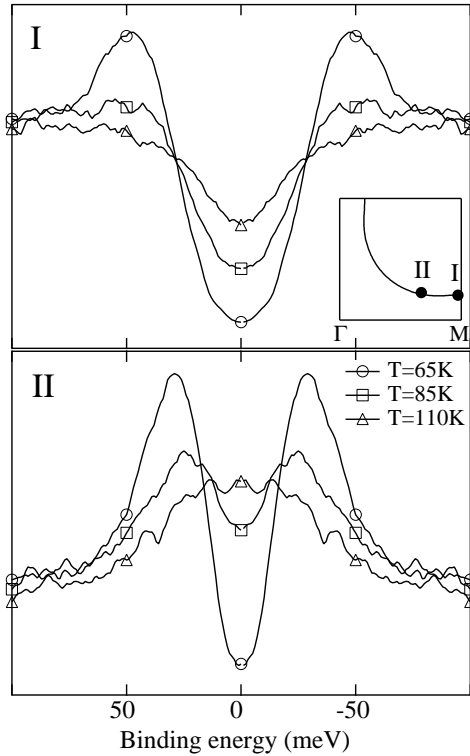 I
II
I
Γ
M
II
T=65K
T=85K
T=110K
50
0
-50
Binding energy (meV)